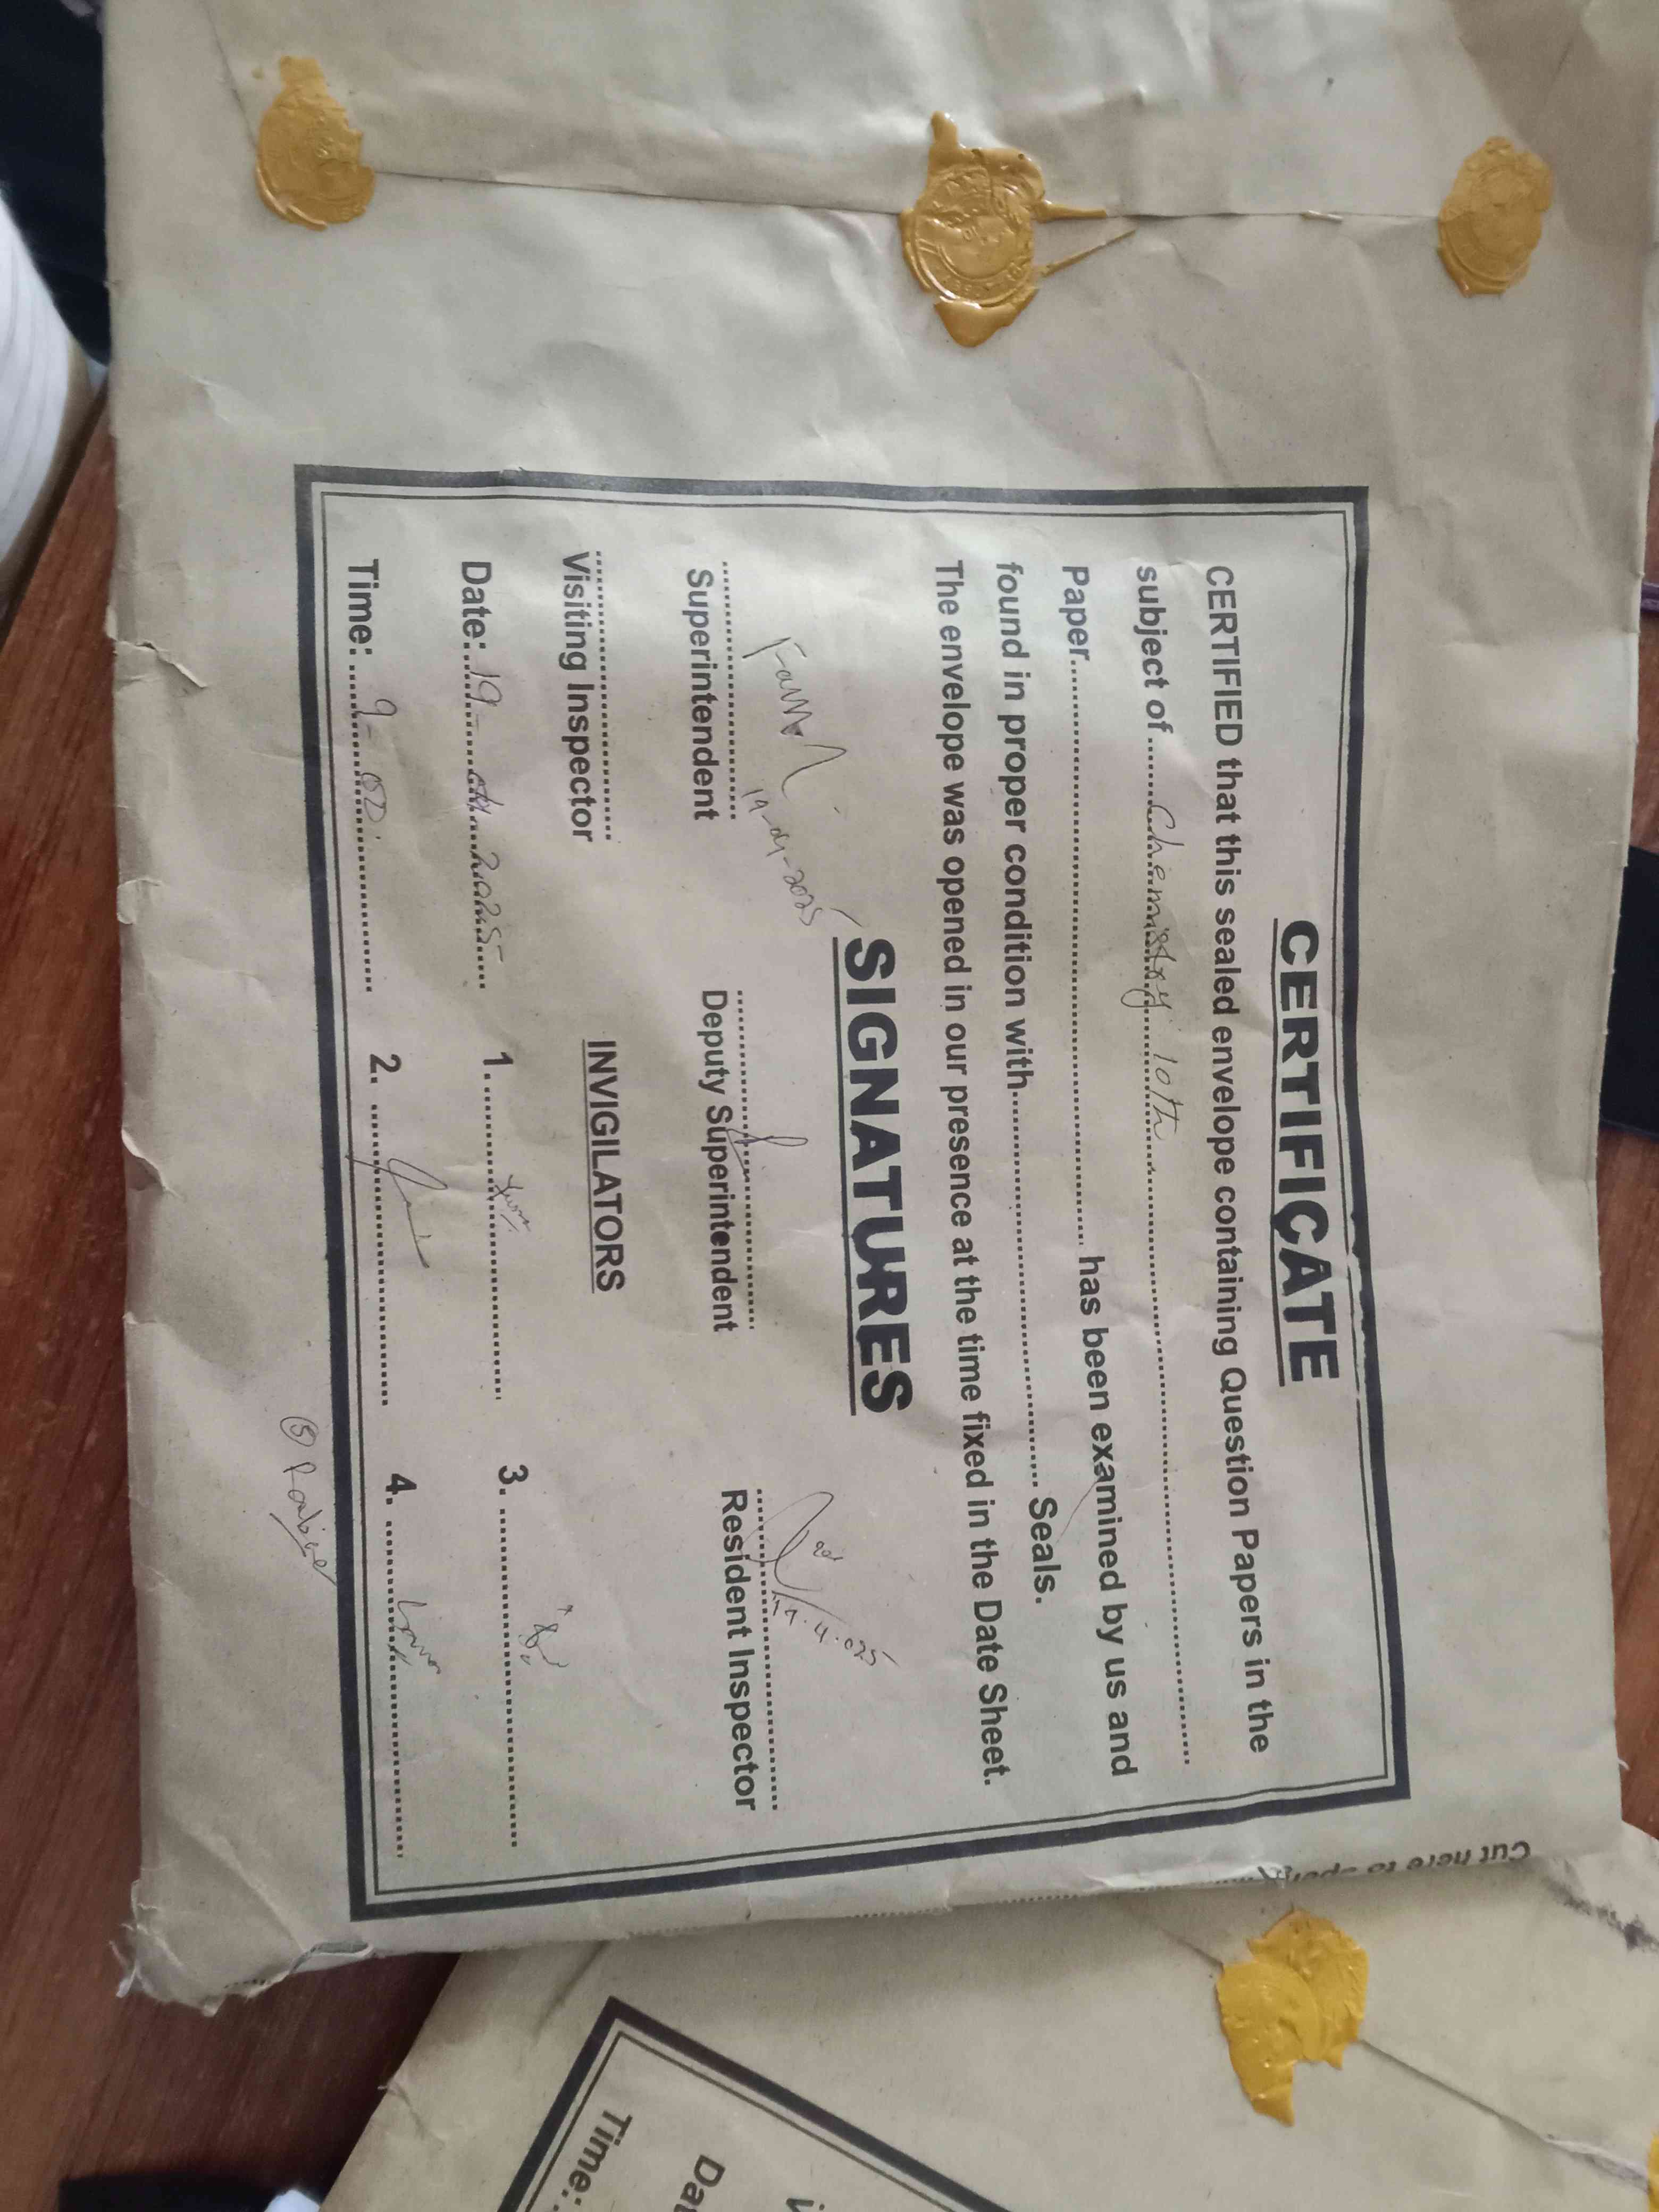 CERTIFICATE
CERTIFIED that this sealed envelope containing Question Papers in the
subject of Chemistry 10th
Paper has been examined by us and
found in proper condition with Seals.
The envelope was opened in our presence at the time fixed in the Date Sheet.
SIGNATURES
19-04-2025
19.4.025
Superintendent Deputy Superintendent Resident Inspector
Visiting Inspector
INVIGILATORS
Date: 19-04-2025 1. 3.
Time: 9-00 2. 4.
⑤
Cut here to open
Time: